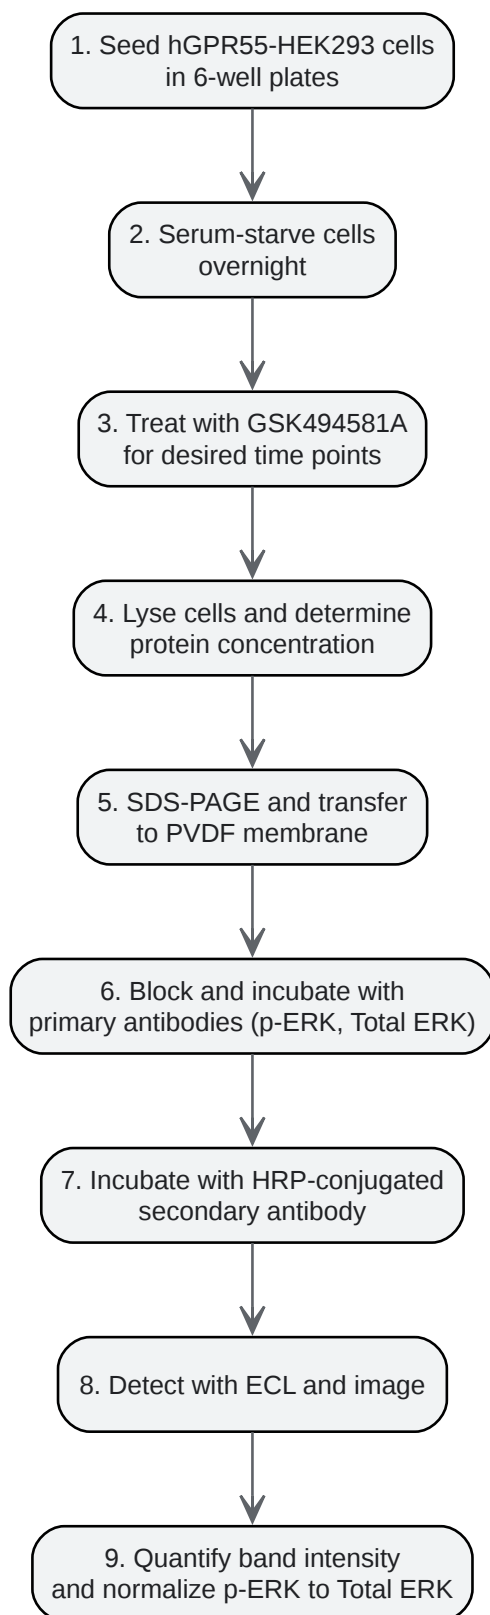 1. Seed hGPR55-HEK293 cells
in 6-well plates
2. Serum-starve cells
overnight
3. Treat with GSK494581A
for desired time points
4. Lyse cells and determine
protein concentration
5. SDS-PAGE and transfer
to PVDF membrane
6. Block and incubate with
primary antibodies (p-ERK, Total ERK)
7. Incubate with HRP-conjugated
secondary antibody
8. Detect with ECL and image
9. Quantify band intensity
and normalize p-ERK to Total ERK